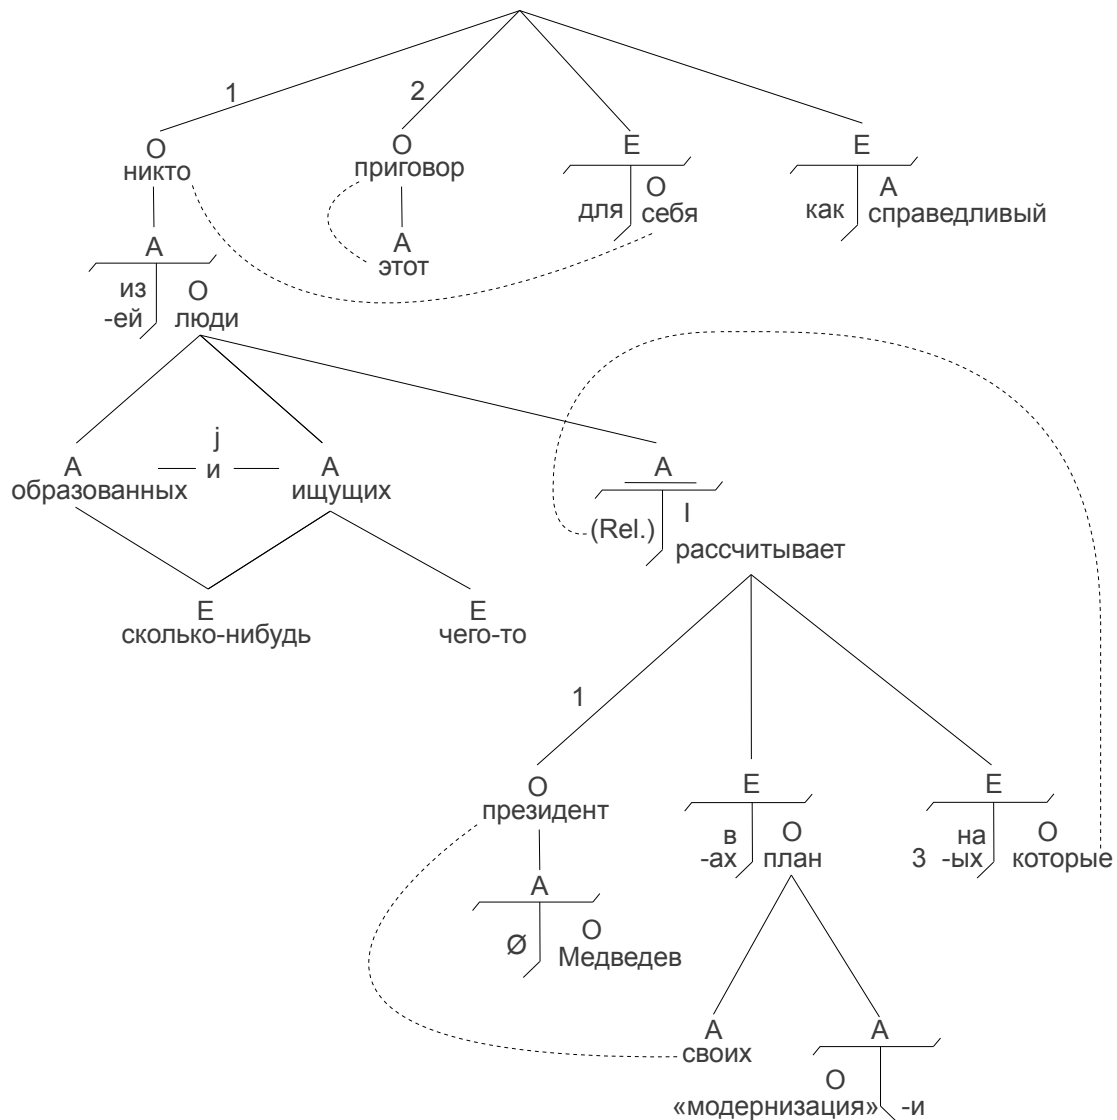 1 2
О О Е Е
никто приговор
для О себя
как А справедливый
А А
этот
из О
-ей люди
j
А и А А
образованных ищущих
(Rel.) I
рассчитывает
Е Е
сколько-нибудь чего-то
1
О Е Е
президент
в О на О
-ах план 3 -ых которые
А
Ø О
Медведев
А А
своих
О
«модернизация» -и